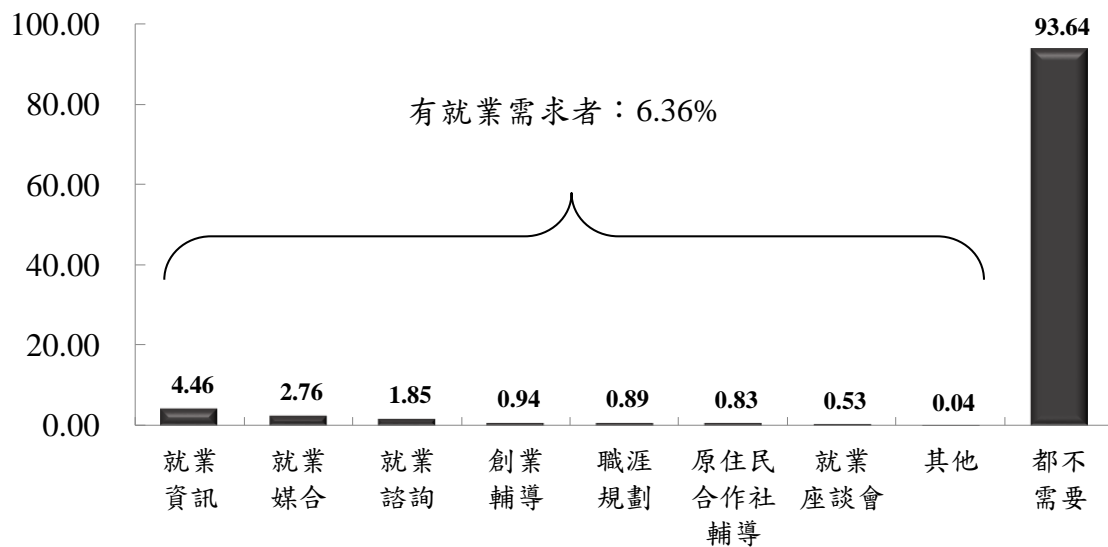 100.00
80.00
60.00
40.00
20.00
0.00
有就業需求者：6.36%
4.46
2.76
1.85
0.94
0.89
0.83
0.53
0.04
93.64
就業
資訊
就業
媒合
就業
諮詢
創業
輔導
職涯
規劃
原住民
合作社
輔導
就業
座談會
其他
都不
需要